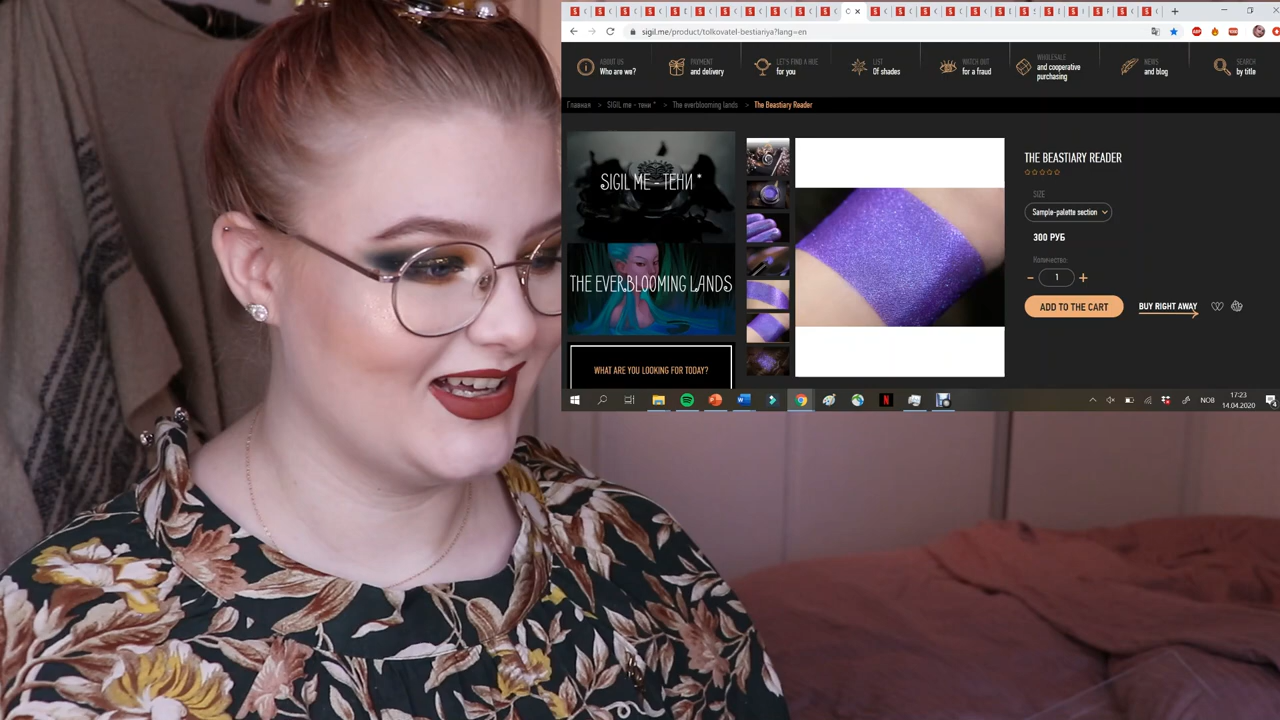 sigil.me/product/tolkovatel-bestiariya?lang=en
ABOUT US
Who are we?
PAYMENT
and delivery
LET'S FIND A HUE
for you
LIST
Of shades
WATCH OUT
for a fraud
WHOLESALE
and cooperative
purchasing
NEWS
and blog
SEARCH
by title
Главная > SIGIL me - тени * > The everblooming lands > The Beastiary Reader
SIGIL ME - ТЕНИ *
THE EVERBLOOMING LANDS
WHAT ARE YOU LOOKING FOR TODAY?
THE BEASTIARY READER
SIZE
Sample-palette section
300 РУБ
Количество:
- 1 +
ADD TO THE CART
BUY RIGHT AWAY
NOB
17:23
14.04.2020